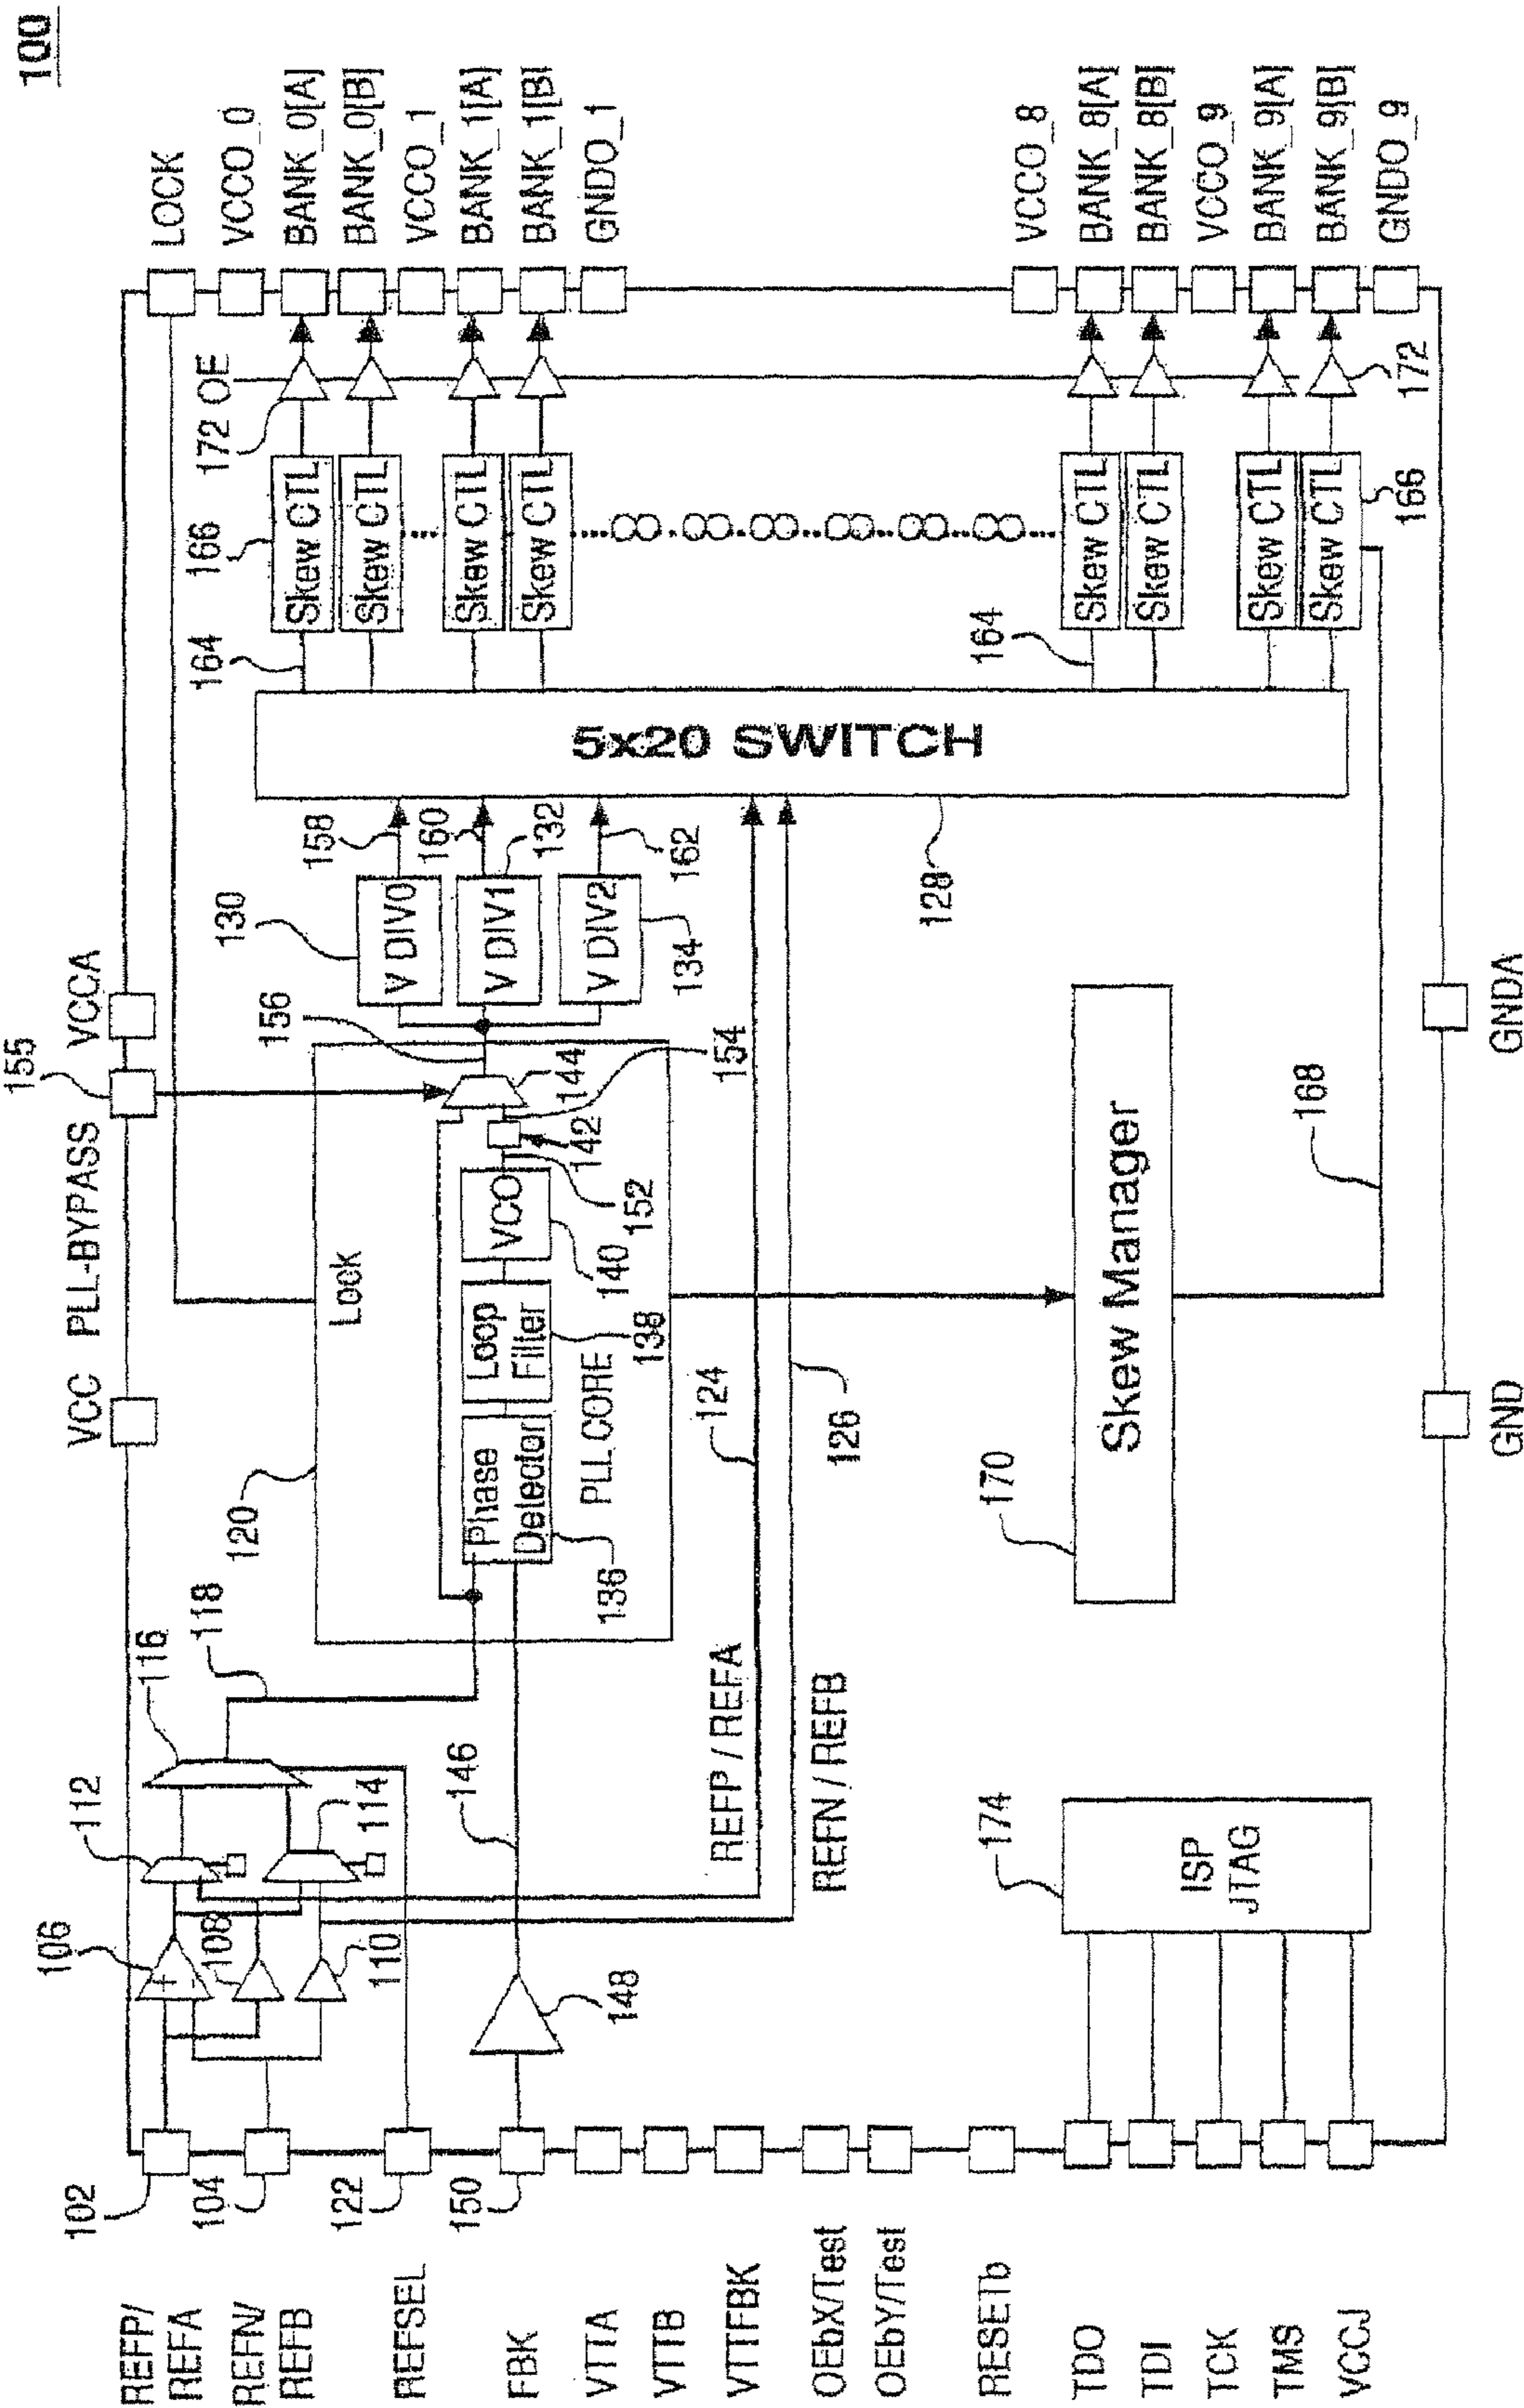 100
155
PLL-BYPASS
VCC
VCCA
LOCK
VCCO_0
BANK_0[A]
BANK_0[B]
VCCO_1
BANK_1[A]
BANK_1[B]
GNDO_1
VCCO_8
BANK_8[A]
BANK_8[B]
VCCO_9
BANK_9[A]
BANK_9[B]
GNDO_9
REFP/
REFA
REFN/
REFB
REFSEL
FBK
VTTA
VTTB
VTTFBK
OEbX/Test
OEbY/Test
RESETb
TDO
TDI
TCK
TMS
VCCJ
102
104
122
150
106
+
-
108
110
112
114
116
118
146
148
120
Lock
Phase
Detector
136
PLL CORE
Loop
Filter
138
VCO
140
152
142
154
144
156
130
V DIV0
V DIV1
V DIV2
132
134
158
160
162
REFP / REFA
124
REFN / REFB
126
5x20 SWITCH
128
164
164
166
Skew CTL
Skew CTL
Skew CTL
Skew CTL
Skew CTL
Skew CTL
Skew CTL
Skew CTL
166
172
OE
172
174
ISP
JTAG
170
Skew Manager
168
GND
GNDA